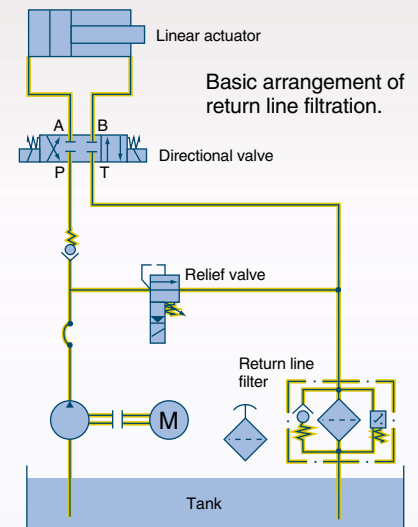 Linear actuator
Basic arrangement of
return line filtration.
A B
Directional valve
P T
Relief valve
Return line
filter
M
Tank